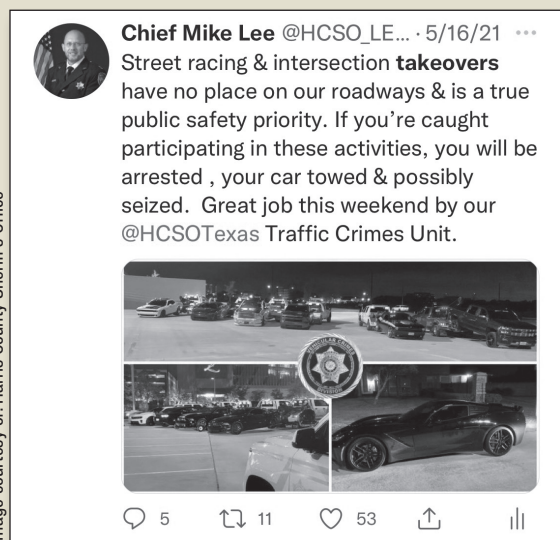 Chief Mike Lee @HCSO_LE... · 5/16/21 •••
Street racing & intersection takeovers
have no place on our roadways & is a true
public safety priority. If you're caught
participating in these activities, you will be
arrested , your car towed & possibly
seized.  Great job this weekend by our
@HCSOTexas Traffic Crimes Unit.
VEHICULAR CRIMES
5 11 53